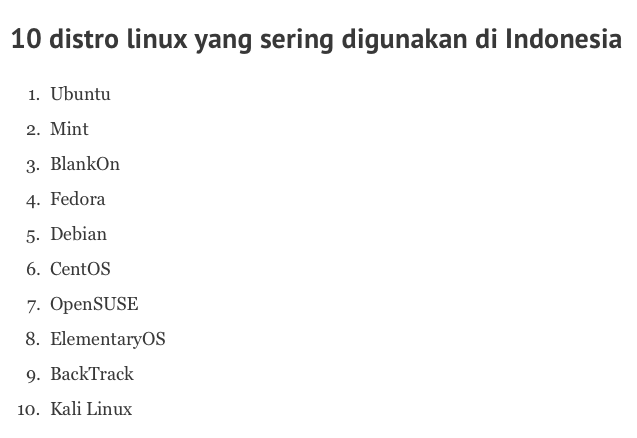 10 distro linux yang sering digunakan di Indonesia
1. Ubuntu
2. Mint
3. BlankOn
4. Fedora
5. Debian
6. CentOS
7. OpenSUSE
8. ElementaryOS
9. BackTrack
10. Kali Linux